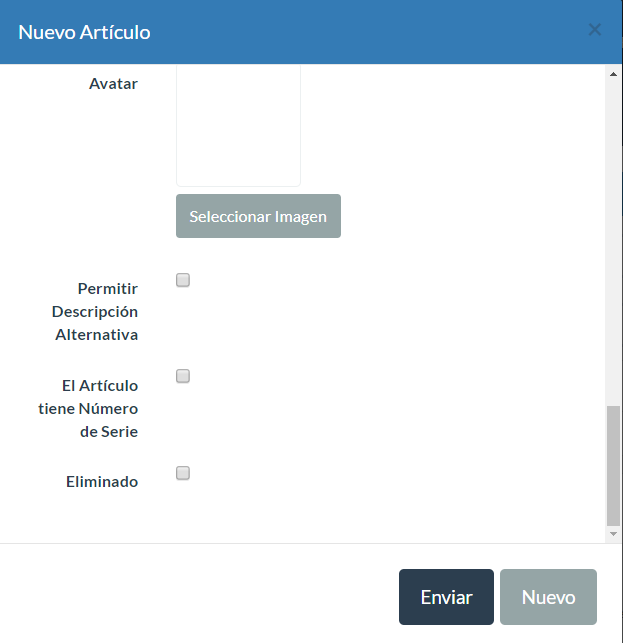 Nuevo Artículo
×
Avatar
Seleccionar Imagen
Permitir
Descripción
Alternativa
El Artículo
tiene Número
de Serie
Eliminado
Enviar
Nuevo